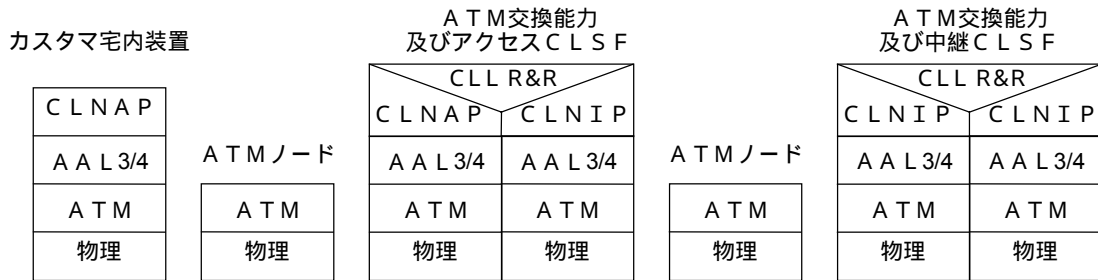 カスタマ宅内装置
CLNAP
AAL3/4
ATM
物理
ATMノード
ATM
物理
ATM交換能力
及びアクセスCLSF
CLL R&R
CLNAP CLNIP
AAL3/4 AAL3/4
ATM ATM
物理 物理
ATMノード
ATM
物理
ATM交換能力
及び中継CLSF
CLL R&R
CLNIP CLNIP
AAL3/4 AAL3/4
ATM ATM
物理 物理